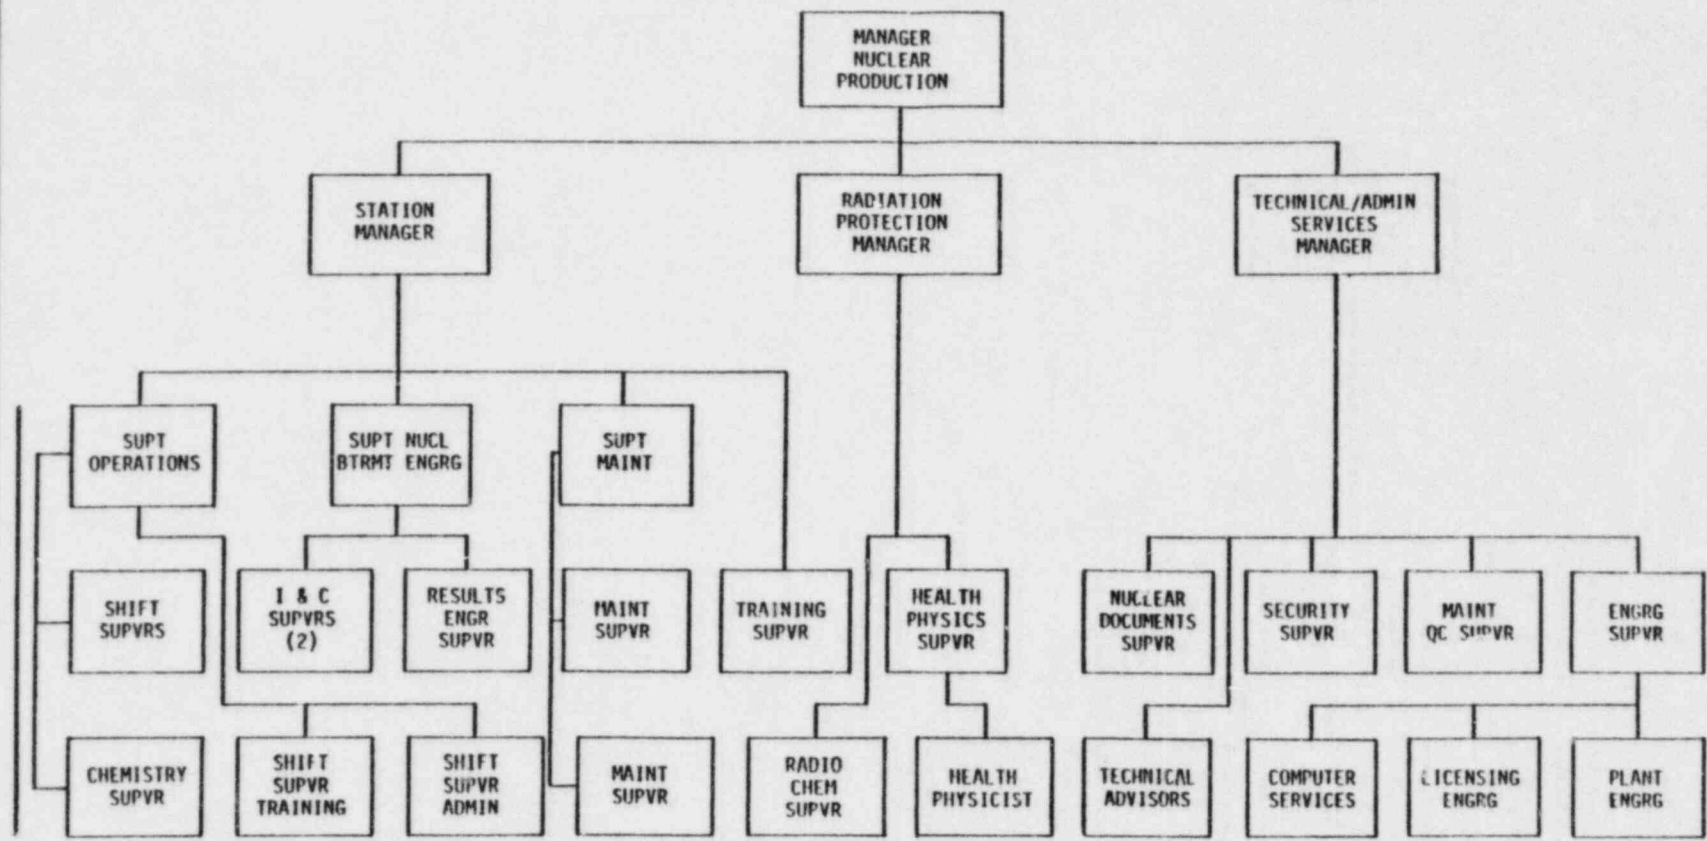 MANAGER
NUCLEAR
PRODUCTION
STATION
MANAGER
RADIATION
PROTECTION
MANAGER
TECHNICAL/ADMIN
SERVICES
MANAGER
SUPT
OPERATIONS
SUPT NUCL
BTRMT ENGRG
SUPT
MAINT
SHIFT
SUPVRS
I & C
SUPVRS
(2)
RESULTS
ENGR
SUPVR
MAINT
SUPVR
TRAINING
SUPVR
HEALTH
PHYSICS
SUPVR
NUCLEAR
DOCUMENTS
SUPVR
SECURITY
SUPVR
MAINT
QC SUPVR
ENGRG
SUPVR
CHEMISTRY
SUPVR
SHIFT
SUPVR
TRAINING
SHIFT
SUPVR
ADMIN
MAINT
SUPVR
RADIO
CHEM
SUPVR
HEALTH
PHYSICIST
TECHNICAL
ADVISORS
COMPUTER
SERVICES
LICENSING
ENGRG
PLANT
ENGRG